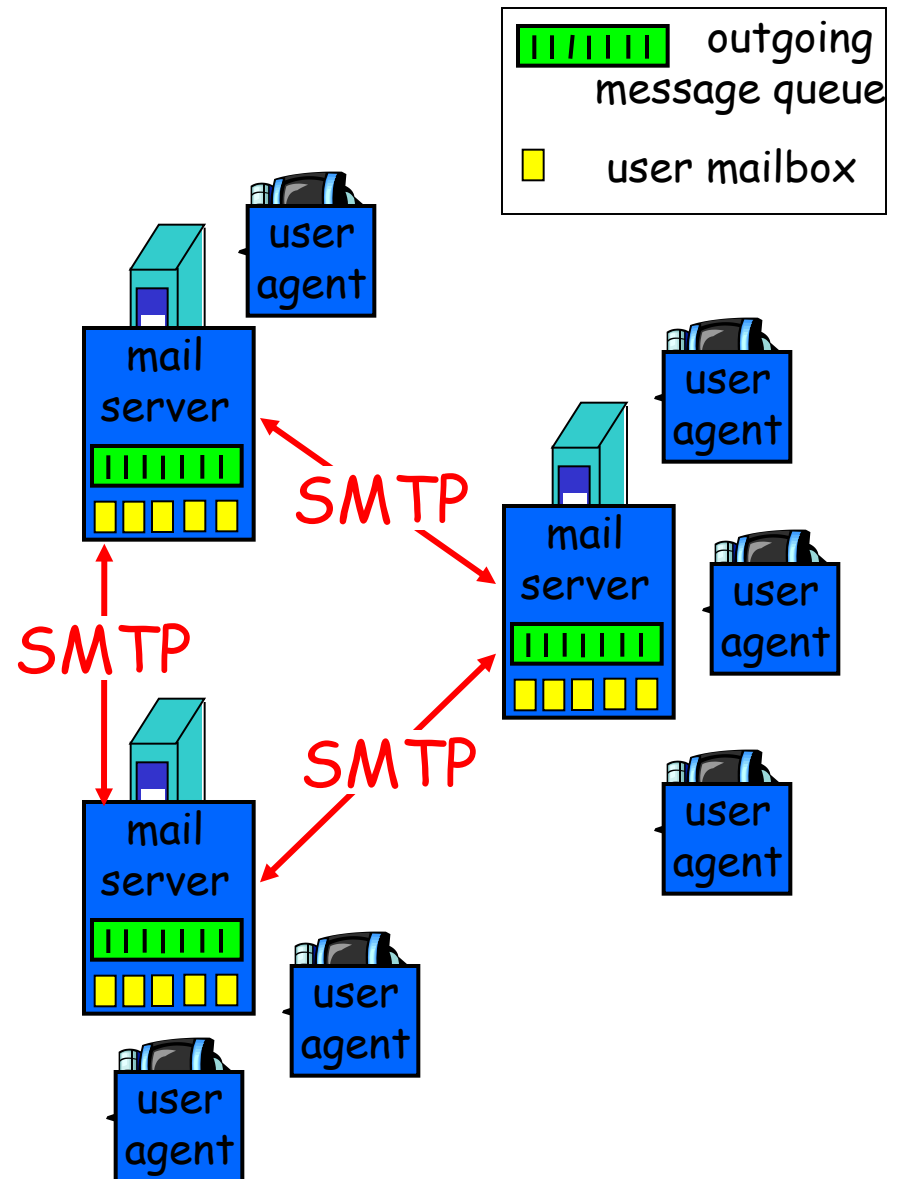 outgoing
message queue
user mailbox
user
agent
mail
server
user
agent
SMTP
mail
server
user
agent
SMTP
SMTP
user
agent
mail
server
user
agent
user
agent